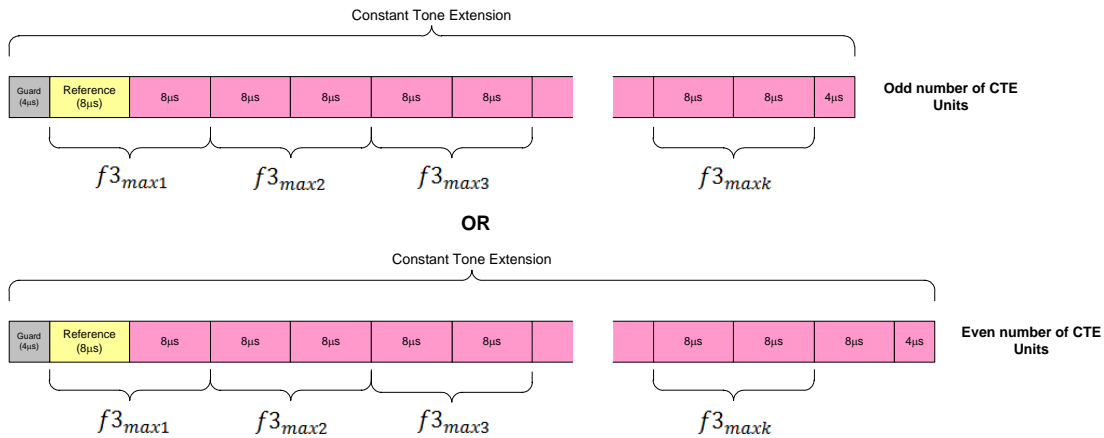 Constant Tone Extension
Guard
(4μs)
Reference
(8μs)
8μs
8μs
8μs
8μs
8μs
8μs
8μs
4μs
Odd number of CTE
Units
f3max1
f3max2
f3max3
f3maxk
OR
Constant Tone Extension
Guard
(4μs)
Reference
(8μs)
8μs
8μs
8μs
8μs
8μs
8μs
8μs
8μs
4μs
Even number of CTE
Units
f3max1
f3max2
f3max3
f3maxk